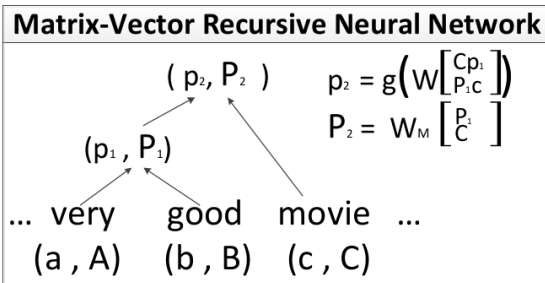 Matrix-Vector Recursive Neural Network
( p₂, P₂ ) p₂ = g(W[Cp₁
P₁c])
(p₁ , P₁) P₂ = W_M [P₁
C]
... very good movie ...
(a , A) (b , B) (c , C)